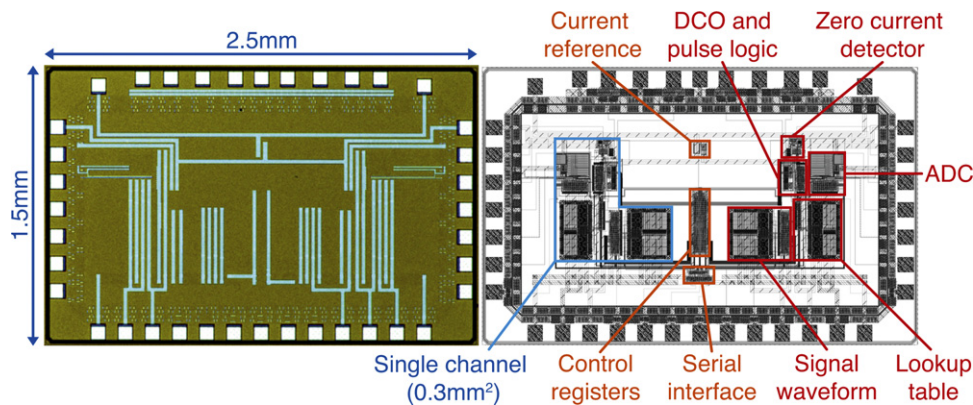 Current
reference
DCO and
pulse logic
Zero current
detector
2.5mm
1.5mm
ADC
Single channel
(0.3mm²)
Control
registers
Serial
interface
Signal
waveform
Lookup
table